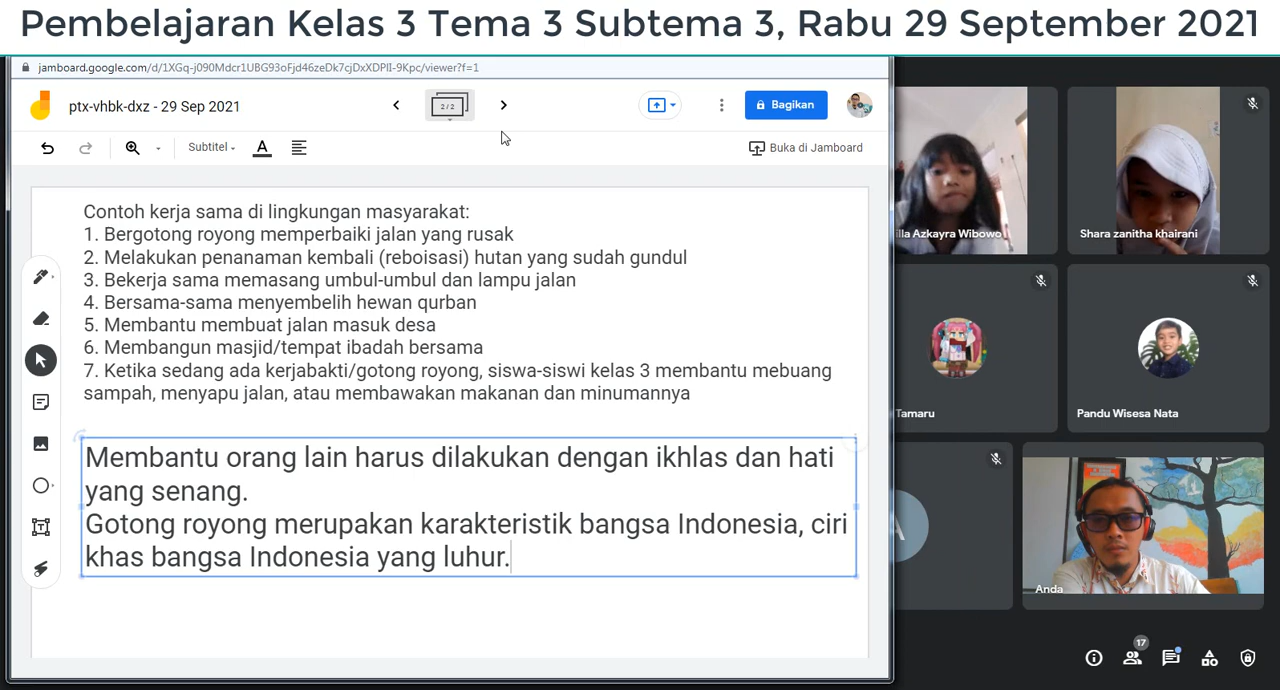 Pembelajaran Kelas 3 Tema 3 Subtema 3, Rabu 29 September 2021
jamboard.google.com/d/1XGq-j090Mdcr1UBG93oFjd46zeDk7cjDxXDPlI-9Kpc/viewer?f=1
ptx-vhbk-dxz - 29 Sep 2021
2/2
Bagikan
Subtitel
A
Buka di Jamboard
Contoh kerja sama di lingkungan masyarakat:
1. Bergotong royong memperbaiki jalan yang rusak
2. Melakukan penanaman kembali (reboisasi) hutan yang sudah gundul
3. Bekerja sama memasang umbul-umbul dan lampu jalan
4. Bersama-sama menyembelih hewan qurban
5. Membantu membuat jalan masuk desa
6. Membangun masjid/tempat ibadah bersama
7. Ketika sedang ada kerjabakti/gotong royong, siswa-siswi kelas 3 membantu mebuang
sampah, menyapu jalan, atau membawakan makanan dan minumannya
Membantu orang lain harus dilakukan dengan ikhlas dan hati
yang senang.
Gotong royong merupakan karakteristik bangsa Indonesia, ciri
khas bangsa Indonesia yang luhur.
illa Azkayra Wibowo
Shara zanitha khairani
Tamaru
Pandu Wisesa Nata
A
Anda
17